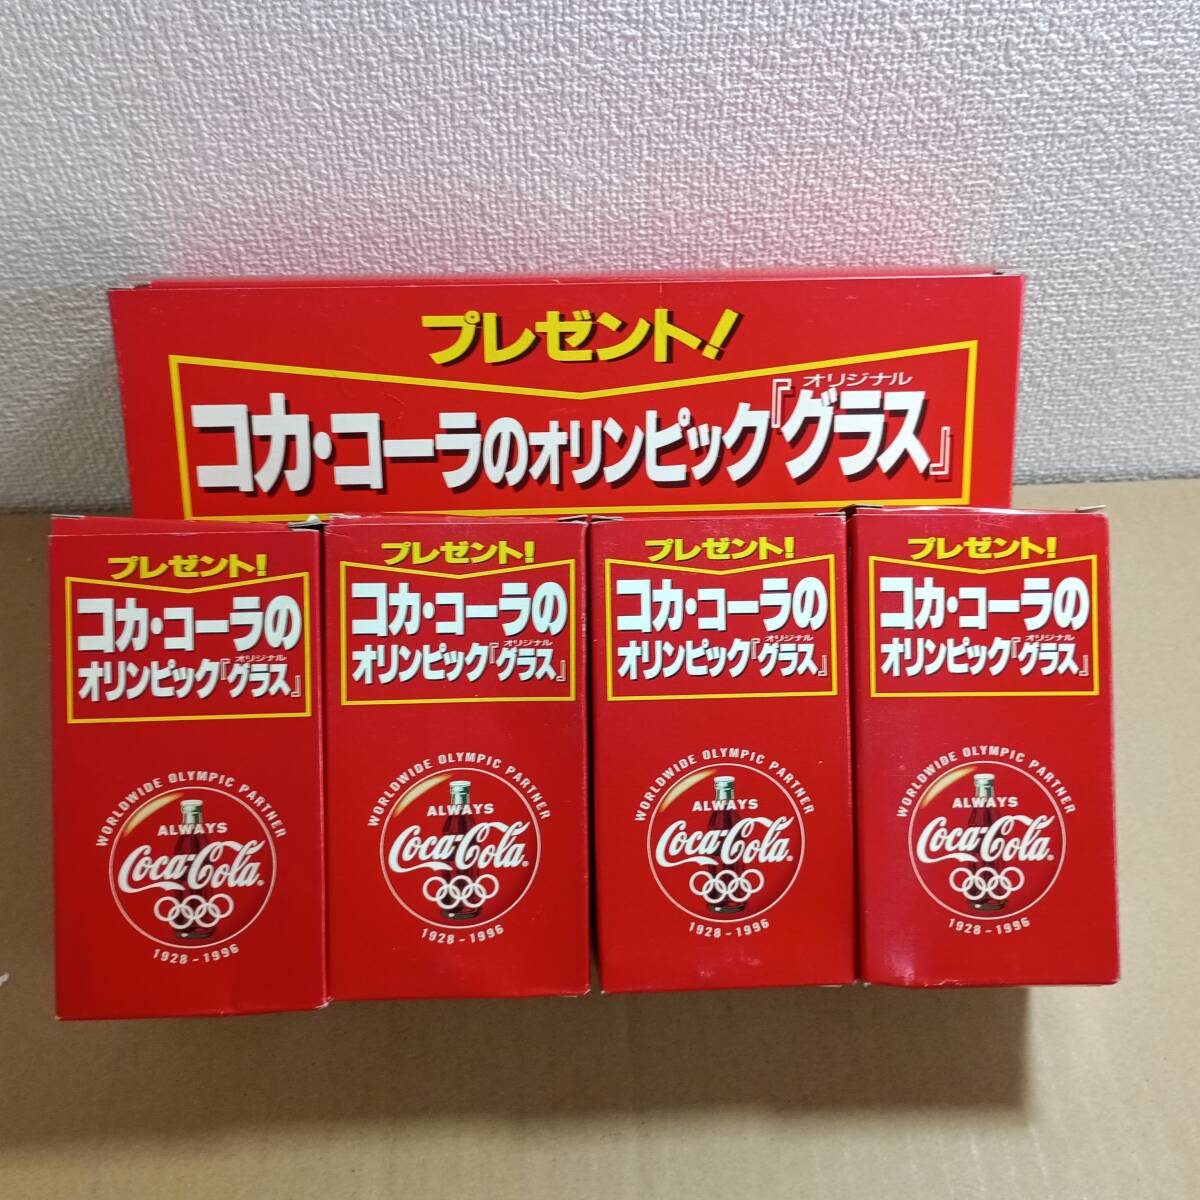 プレゼント!
オリジナル
コカ・コーラのオリンピック『グラス』
プレゼント!
コカ・コーラの
オリジナル
オリンピック『グラス』
WORLDWIDE OLYMPIC PARTNER
ALWAYS
Coca-Cola®
1928-1996
プレゼント!
コカ・コーラの
オリジナル
オリンピック『グラス』
WORLDWIDE OLYMPIC PARTNER
ALWAYS
Coca-Cola®
1928-1996
プレゼント!
コカ・コーラの
オリジナル
オリンピック『グラス』
WORLDWIDE OLYMPIC PARTNER
ALWAYS
Coca-Cola®
1928-1996
プレゼント!
コカ・コーラの
オリジナル
オリンピック『グラス』
WORLDWIDE OLYMPIC PARTNER
ALWAYS
Coca-Cola®
1928-1996